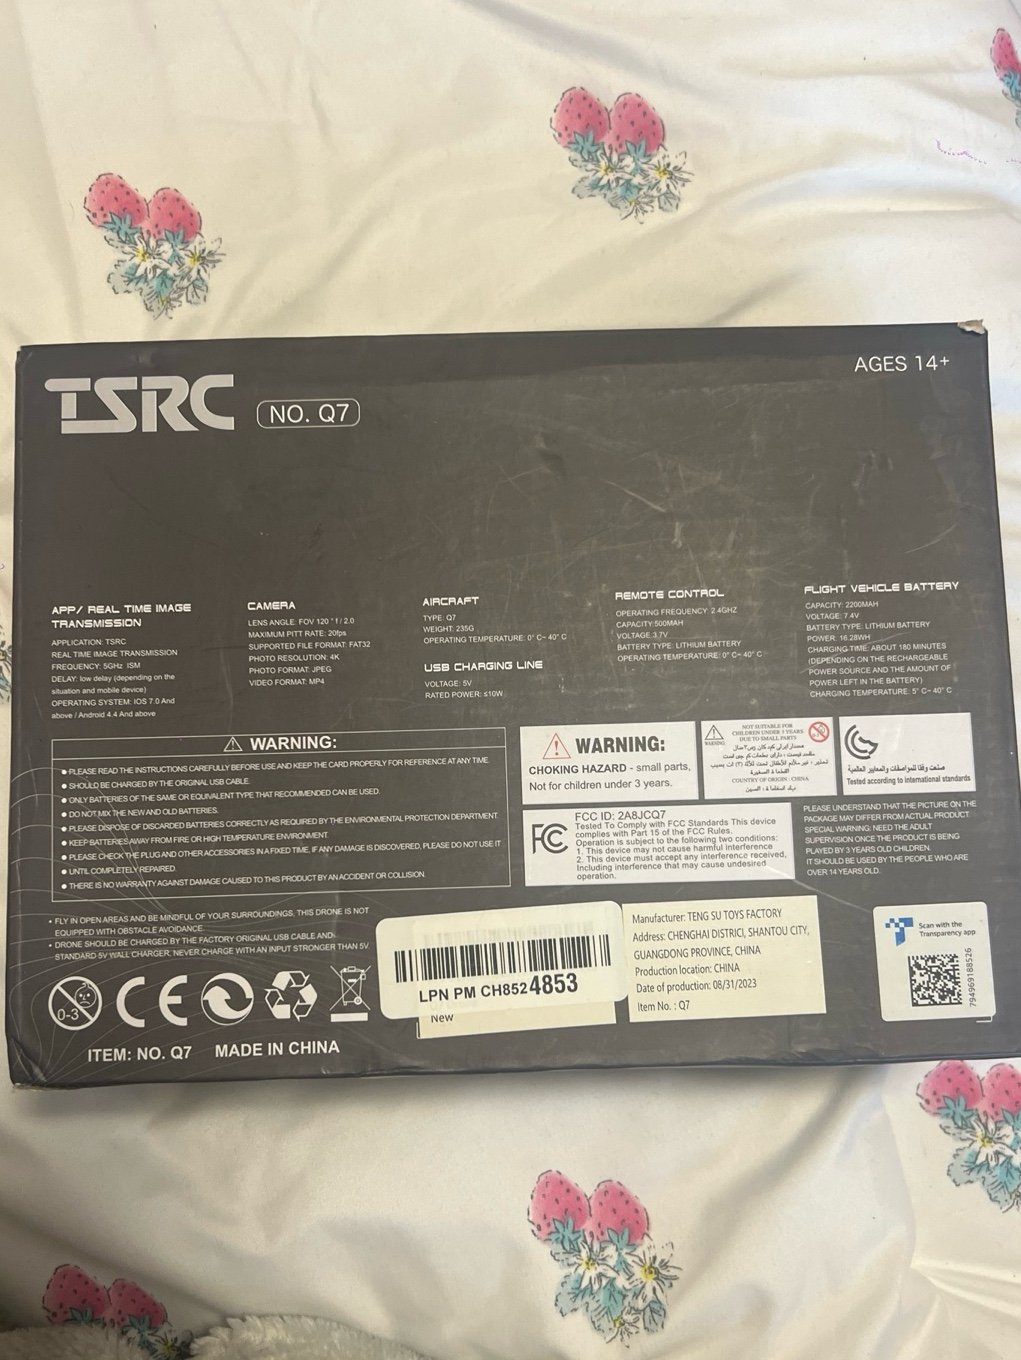 TSRC NO. Q7
AGES 14+
APP/ REAL TIME IMAGE
TRANSMISSION
APPLICATION: TSRC
REAL TIME IMAGE TRANSMISSION
FREQUENCY: 5GHz ISM
DELAY: low delay (depending on the
situation and mobile device)
OPERATING SYSTEM: IOS 7.0 And
above / Android 4.4 And above
CAMERA
LENS ANGLE: FOV 120 ° f / 2.0
MAXIMUM PITT RATE: 20fps
SUPPORTED FILE FORMAT: FAT32
PHOTO RESOLUTION: 4K
PHOTO FORMAT: JPEG
VIDEO FORMAT: MP4
AIRCRAFT
TYPE: Q7
WEIGHT: 235G
OPERATING TEMPERATURE: 0° C~ 40° C
USB CHARGING LINE
VOLTAGE: 5V
RATED POWER: ≤10W
REMOTE CONTROL
OPERATING FREQUENCY: 2.4GHZ
CAPACITY:500MAH
VOLTAGE:3.7V
BATTERY TYPE: LITHIUM BATTERY
OPERATING TEMPERATURE: 0° C~ 40° C
FLIGHT VEHICLE BATTERY
CAPACITY: 2200MAH
VOLTAGE: 7.4V
BATTERY TYPE: LITHIUM BATTERY
POWER: 16.28WH
CHARGING TIME: ABOUT 180 MINUTES
(DEPENDING ON THE RECHARGEABLE
POWER SOURCE AND THE AMOUNT OF
POWER LEFT IN THE BATTERY)
CHARGING TEMPERATURE: 5° C~ 40° C
WARNING:
● PLEASE READ THE INSTRUCTIONS CAREFULLY BEFORE USE AND KEEP THE CARD PROPERLY FOR REFERENCE AT ANY TIME.
● SHOULD BE CHARGED BY THE ORIGINAL USB CABLE.
● ONLY BATTERIES OF THE SAME OR EQUIVALENT TYPE THAT RECOMMENDED CAN BE USED.
● DO NOT MIX THE NEW AND OLD BATTERIES.
● PLEASE DISPOSE OF DISCARDED BATTERIES CORRECTLY AS REQUIRED BY THE ENVIRONMENTAL PROTECTION DEPARTMENT.
● KEEP BATTERIES AWAY FROM FIRE OR HIGH TEMPERATURE ENVIRONMENT.
● PLEASE CHECK THE PLUG AND OTHER ACCESSORIES IN A FIXED TIME, IF ANY DAMAGE IS DISCOVERED, PLEASE DO NOT USE IT
● UNTIL COMPLETELY REPAIRED.
● THERE IS NO WARRANTY AGAINST DAMAGE CAUSED TO THIS PRODUCT BY AN ACCIDENT OR COLLISION.
WARNING:
CHOKING HAZARD - small parts,
Not for children under 3 years.
WARNING:
NOT SUITABLE FOR
CHILDREN UNDER 3 YEARS
DUE TO SMALL PARTS
COUNTRY OF ORIGIN : CHINA
صنعت وفقا للمواصفات والمعايير العالمية
Tested according to international standards
FC
FCC ID: 2A8JCQ7
Tested To Comply with FCC Standards This device
complies with Part 15 of the FCC Rules.
Operation is subject to the following two conditions:
1. This device may not cause harmful interference
2. This device must accept any interference received,
Including interference that may cause undesired
operation.
PLEASE UNDERSTAND THAT THE PICTURE ON THE
PACKAGE MAY DIFFER FROM ACTUAL PRODUCT.
SPECIAL WARNING: NEED THE ADULT
SUPERVISION ONCE THE PRODUCT IS BEING
PLAYED BY 3 YEARS OLD CHILDREN.
IT SHOULD BE USED BY THE PEOPLE WHO ARE
OVER 14 YEARS OLD.
• FLY IN OPEN AREAS AND BE MINDFUL OF YOUR SURROUNDINGS, THIS DRONE IS NOT
EQUIPPED WITH OBSTACLE AVOIDANCE.
• DRONE SHOULD BE CHARGED BY THE FACTORY ORIGINAL USB CABLE AND
STANDARD 5V WALL CHARGER. NEVER CHARGE WITH AN INPUT STRONGER THAN 5V.
0-3
CE
LPN PM CH852 4853
New
Manufacturer: TENG SU TOYS FACTORY
Address: CHENGHAI DISTRICI, SHANTOU CITY,
GUANGDONG PROVINCE, CHINA
Production location: CHINA
Date of production: 08/31/2023
Item No. : Q7
Scan with the
Transparency app
794969188526
ITEM: NO. Q7 MADE IN CHINA